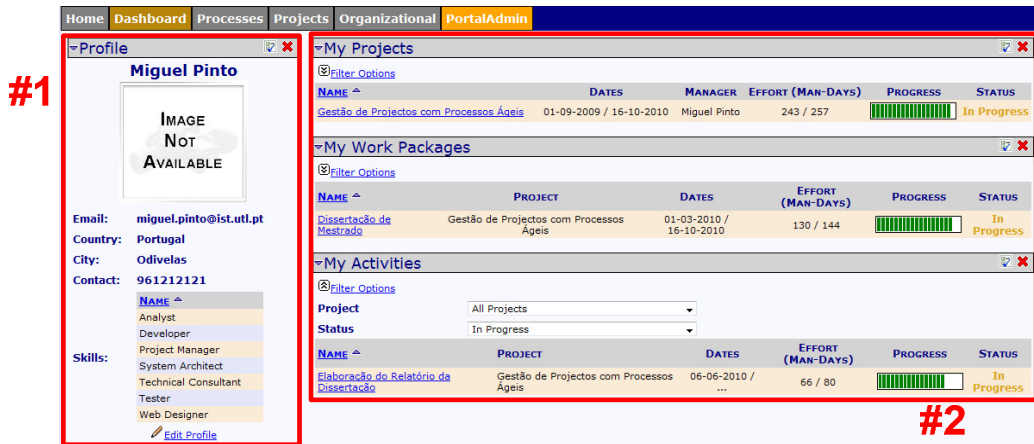 Home Dashboard Processes Projects Organizational PortalAdmin
#1
Profile
Miguel Pinto
IMAGE
NOT
AVAILABLE
Email: miguel.pinto@ist.utl.pt
Country: Portugal
City: Odivelas
Contact: 961212121
Skills:
NAME
Analyst
Developer
Project Manager
System Architect
Technical Consultant
Tester
Web Designer
Edit Profile
My Projects
Filter Options
NAME DATES MANAGER EFFORT (MAN-DAYS) PROGRESS STATUS
Gestão de Projectos com Processos Ágeis 01-09-2009 / 16-10-2010 Miguel Pinto 243 / 257 In Progress
My Work Packages
Filter Options
NAME PROJECT DATES EFFORT (MAN-DAYS) PROGRESS STATUS
Dissertação de Mestrado Gestão de Projectos com Processos Ágeis 01-03-2010 / 16-10-2010 130 / 144 In Progress
My Activities
Filter Options
Project All Projects
Status In Progress
NAME PROJECT DATES EFFORT (MAN-DAYS) PROGRESS STATUS
Elaboração do Relatório da Dissertação Gestão de Projectos com Processos Ágeis 06-06-2010 / ... 66 / 80 In Progress
#2